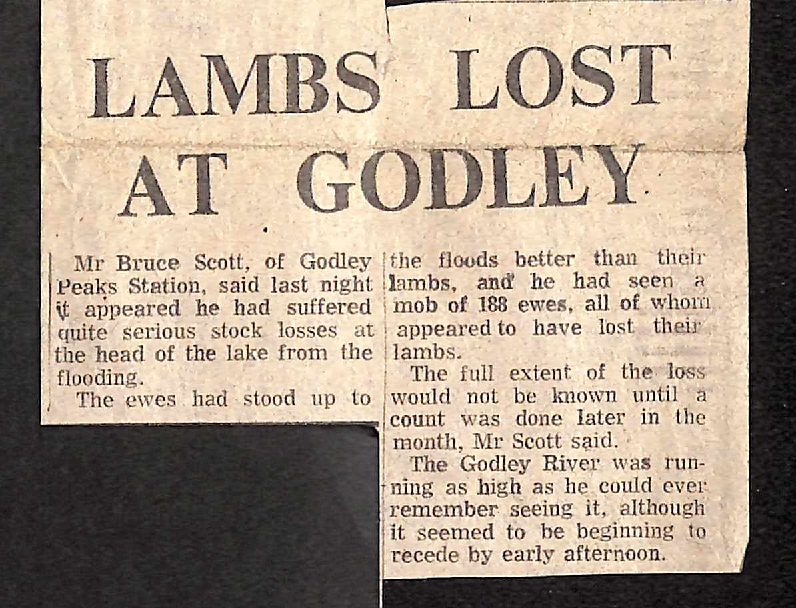 LAMBS LOST
AT GODLEY
Mr Bruce Scott, of Godley
Peaks Station, said last night
it appeared he had suffered
quite serious stock losses at
the head of the lake from the
flooding.
The ewes had stood up to
the floods better than their
lambs, and he had seen a
mob of 188 ewes, all of whom
appeared to have lost their
lambs.
The full extent of the loss
would not be known until a
count was done later in the
month, Mr Scott said.
The Godley River was run-
ning as high as he could ever
remember seeing it, although
it seemed to be beginning to
recede by early afternoon.